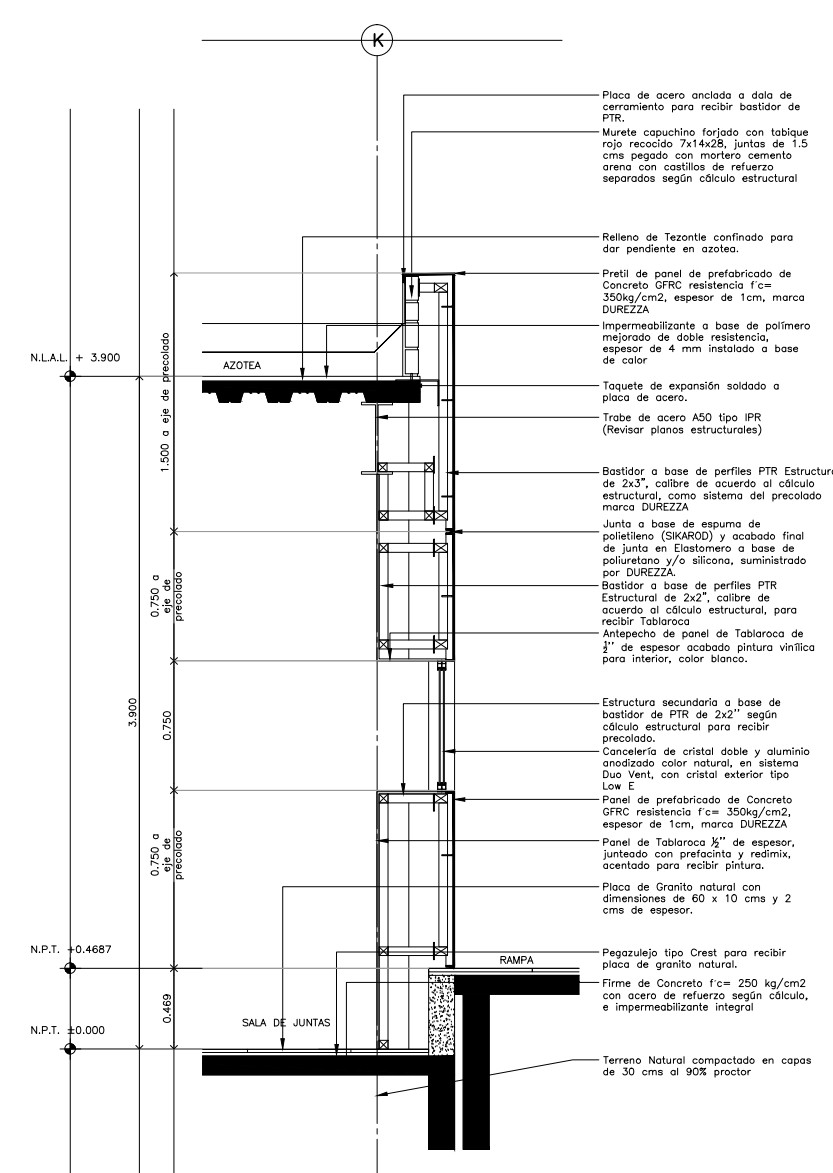 K
Placa de acero anclada a dala de
cerramiento para recibir bastidor de
PTR.
Murete capuchino forjado con tabique
rojo recocido 7x14x28, juntas de 1.5
cms pegado con mortero cemento
arena con castillos de refuerzo
separados según cálculo estructural
Relleno de Tezontle confinado para
dar pendiente en azotea.
Pretil de panel de prefabricado de
Concreto GFRC resistencia f'c=
350kg/cm2, espesor de 1cm, marca
DUREZZA
Impermeabilizante a base de polímero
mejorado de doble resistencia,
espesor de 4 mm instalado a base
de calor
Taquete de expansión soldado a
placa de acero.
Trabe de acero A50 tipo IPR
(Revisar planos estructurales)
Bastidor a base de perfiles PTR Estructura
de 2x3", calibre de acuerdo al cálculo
estructural, como sistema del precolado
marca DUREZZA
Junta a base de espuma de
polietileno (SIKAROD) y acabado final
de junta en Elastomero a base de
poliuretano y/o silicona, suministrado
por DUREZZA.
Bastidor a base de perfiles PTR
Estructural de 2x2", calibre de
acuerdo al cálculo estructural, para
recibir Tablaroca
Antepecho de panel de Tablaroca de
½'' de espesor acabado pintura vinílica
para interior, color blanco.
Estructura secundaria a base de
bastidor de PTR de 2x2'' según
cálculo estructural para recibir
precolado.
Cancelería de cristal doble y aluminio
anodizado color natural, en sistema
Duo Vent, con cristal exterior tipo
Low E
Panel de prefabricado de Concreto
GFRC resistencia f'c= 350kg/cm2,
espesor de 1cm, marca DUREZZA
Panel de Tablaroca ½'' de espesor,
junteado con prefacinta y redimix,
acentado para recibir pintura.
Placa de Granito natural con
dimensiones de 60 x 10 cms y 2
cms de espesor.
Pegazulejo tipo Crest para recibir
placa de granito natural.
Firme de Concreto f'c= 250 kg/cm2
con acero de refuerzo según cálculo,
e impermeabilizante integral
Terreno Natural compactado en capas
de 30 cms al 90% proctor
N.L.A.L. + 3.900
AZOTEA
1.500 a eje de precolado
0.750 a
eje de
precolado
3.900
0.750
0.750 a
eje de
precolado
N.P.T. +0.4687
RAMPA
0.469
N.P.T. ±0.000
SALA DE JUNTAS